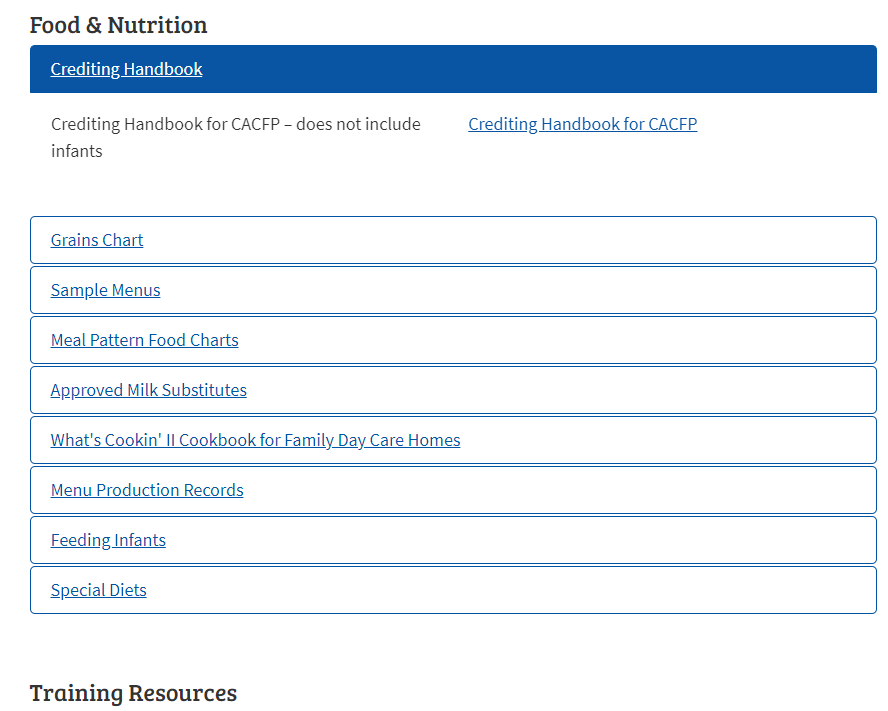 Food & Nutrition
Crediting Handbook
Crediting Handbook for CACFP – does not include
infants
Crediting Handbook for CACFP
Grains Chart
Sample Menus
Meal Pattern Food Charts
Approved Milk Substitutes
What's Cookin' II Cookbook for Family Day Care Homes
Menu Production Records
Feeding Infants
Special Diets
Training Resources